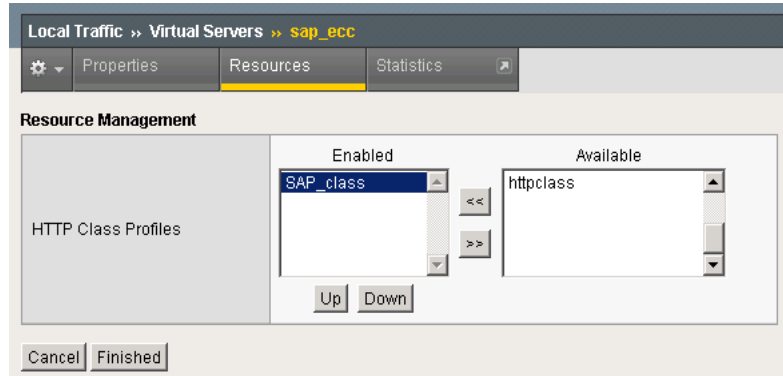 Local Traffic » Virtual Servers » sap_ecc
Properties
Resources
Statistics
Resource Management
HTTP Class Profiles
Enabled
Available
SAP_class
httpclass
<<
>>
Up
Down
Cancel
Finished